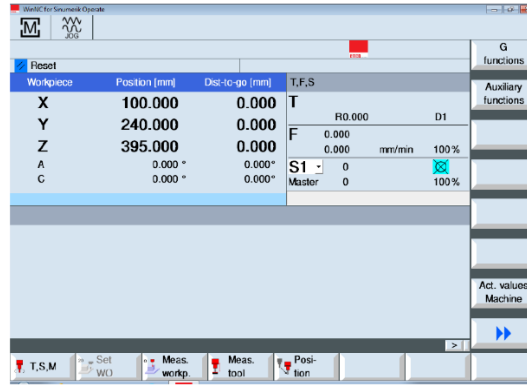 WinNC for Sinumerik Operate
M
JOG
G
functions
Reset
Workpiece Position [mm] Dist-to-go [mm] T,F,S
Auxiliary
functions
X 100.000 0.000 T
R0.000 D1
Y 240.000 0.000
F 0.000
Z 395.000 0.000
0.000 mm/min 100%
A 0.000 ° 0.000°
S1 0
C 0.000 ° 0.000°
Master 0 100%
Act. values
Machine
>
T,S,M
Set
WO
Meas.
workp.
Meas.
tool
Posi-
tion